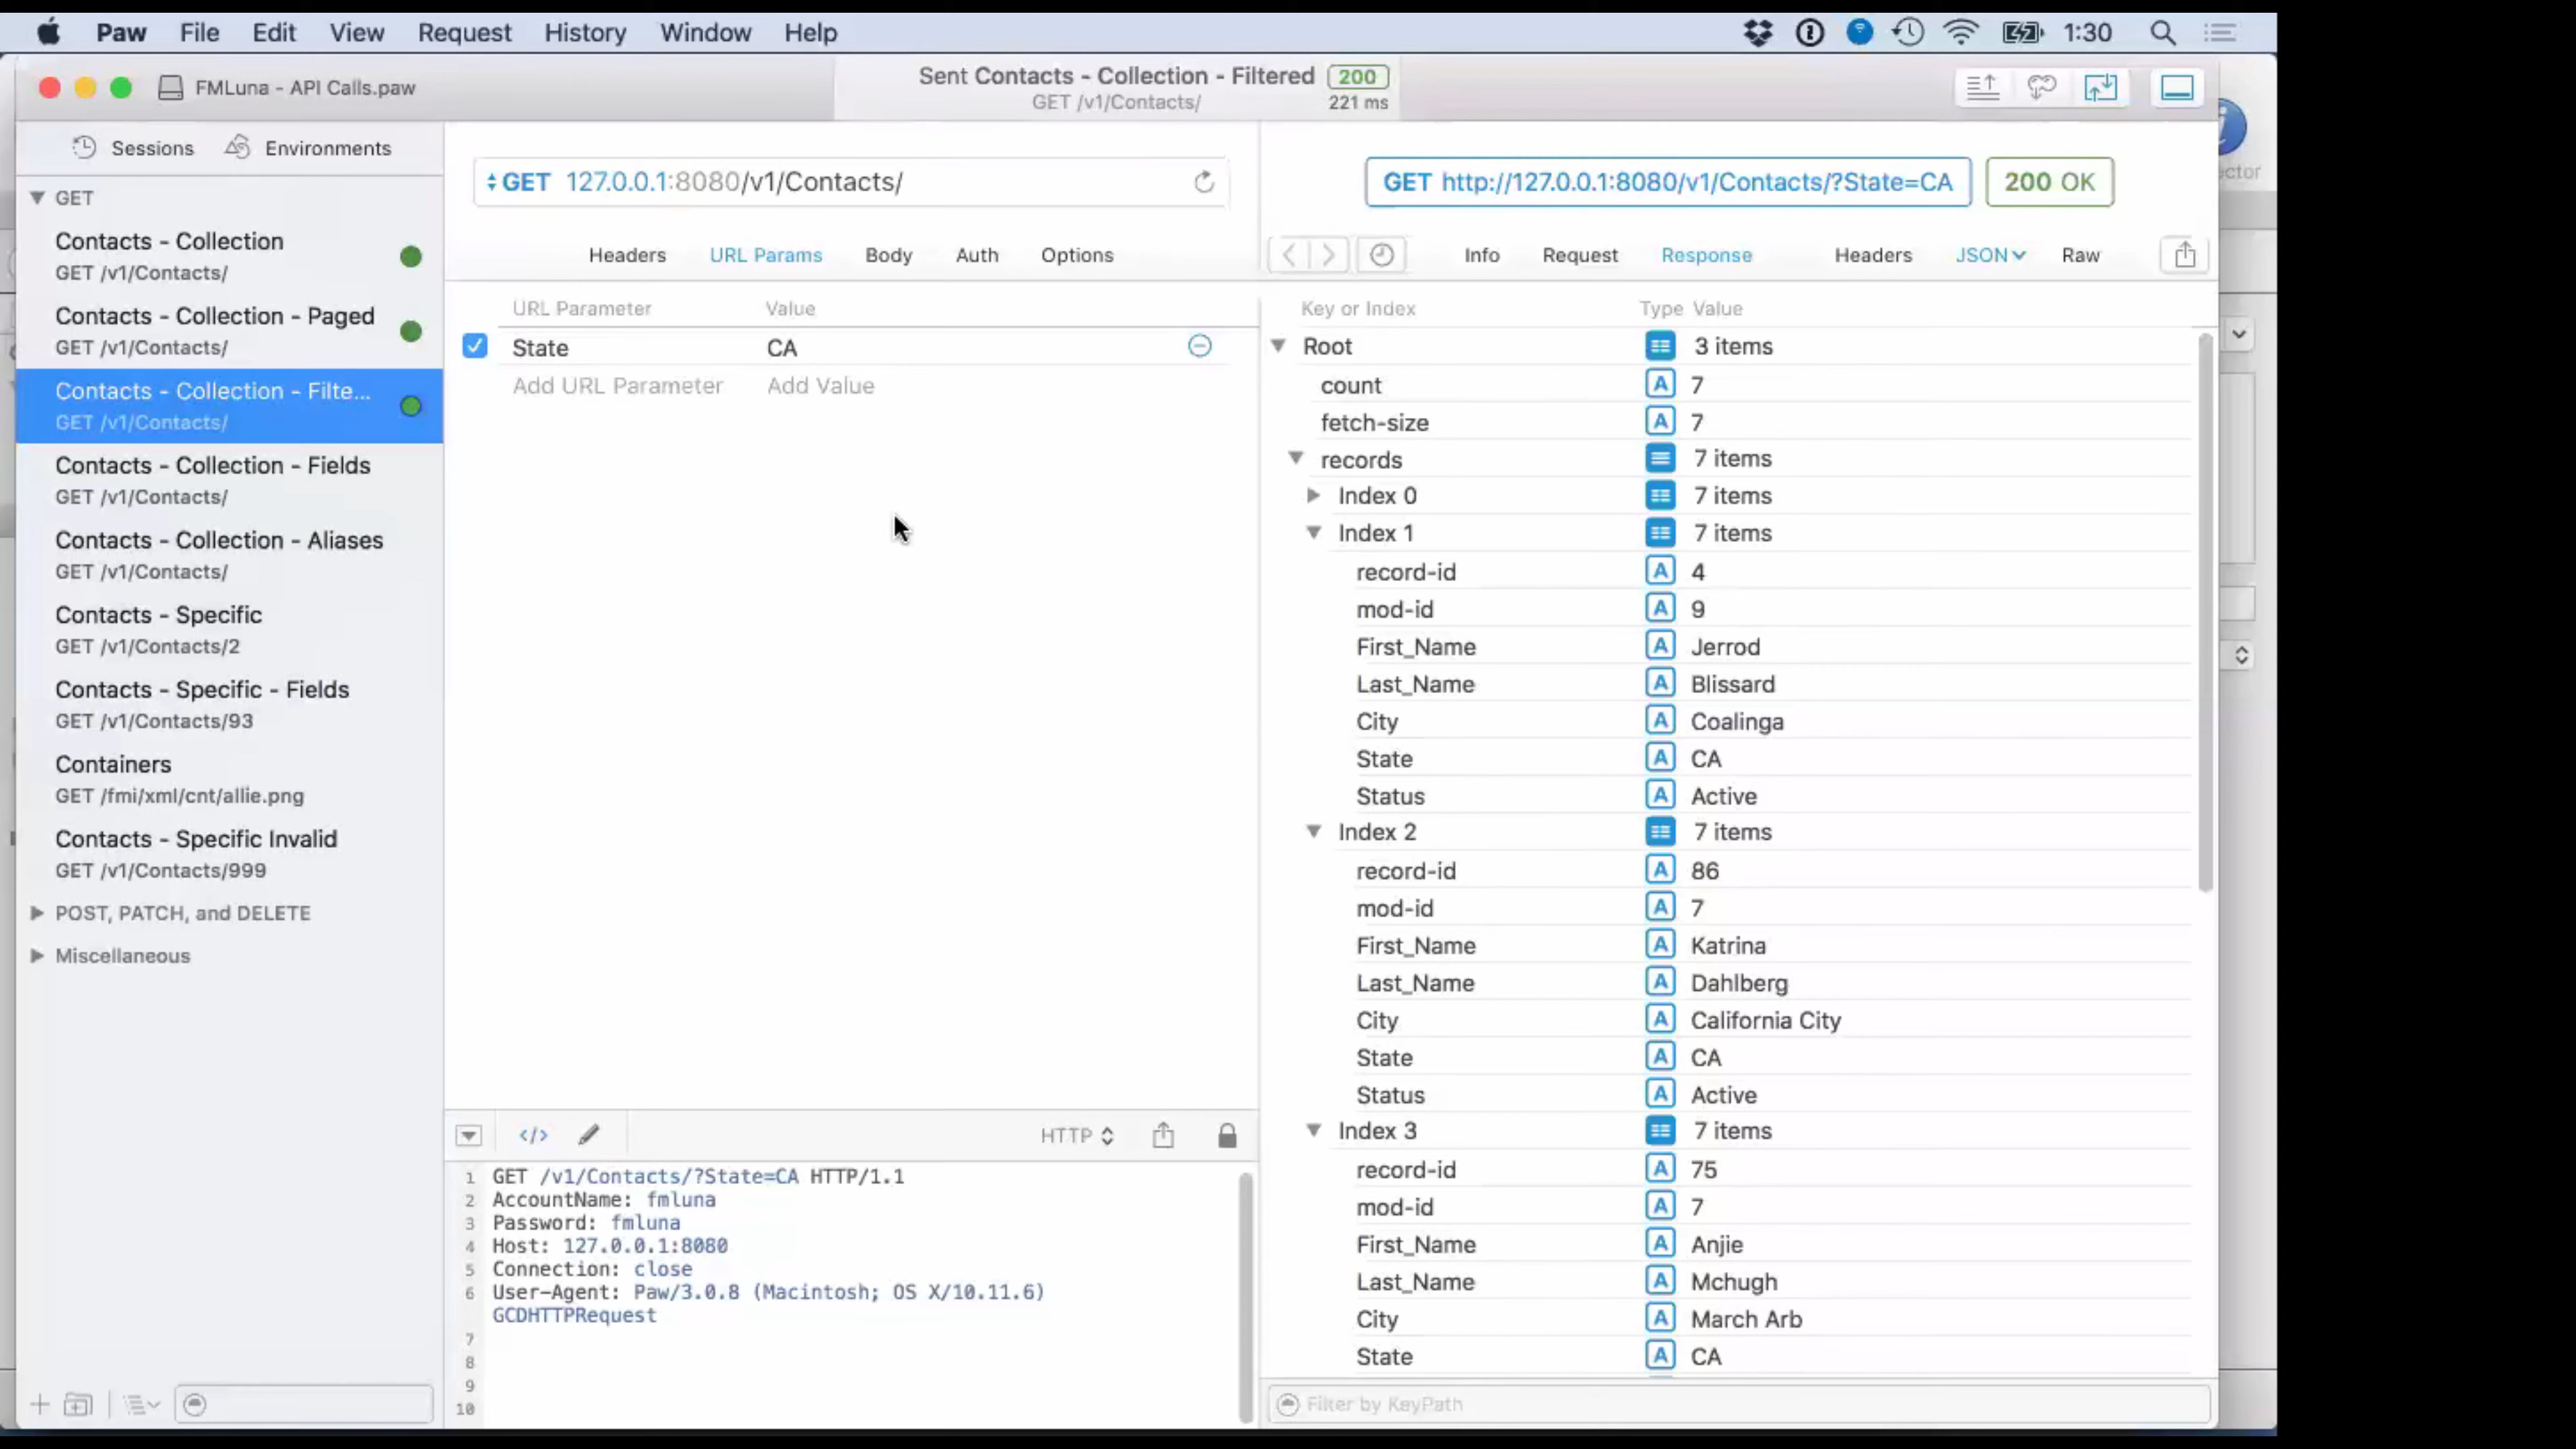 Paw File Edit View Request History Window Help 1:30
FMLuna - API Calls.paw
Sent Contacts - Collection - Filtered 200
GET /v1/Contacts/ 221 ms
Sessions Environments
GET
Contacts - Collection
GET /v1/Contacts/
Contacts - Collection - Paged
GET /v1/Contacts/
Contacts - Collection - Filte...
GET /v1/Contacts/
Contacts - Collection - Fields
GET /v1/Contacts/
Contacts - Collection - Aliases
GET /v1/Contacts/
Contacts - Specific
GET /v1/Contacts/2
Contacts - Specific - Fields
GET /v1/Contacts/93
Containers
GET /fmi/xml/cnt/allie.png
Contacts - Specific Invalid
GET /v1/Contacts/999
POST, PATCH, and DELETE
Miscellaneous
GET 127.0.0.1:8080/v1/Contacts/
Headers URL Params Body Auth Options
URL Parameter Value
State CA
Add URL Parameter Add Value
HTTP
1 GET /v1/Contacts/?State=CA HTTP/1.1
2 AccountName: fmluna
3 Password: fmluna
4 Host: 127.0.0.1:8080
5 Connection: close
6 User-Agent: Paw/3.0.8 (Macintosh; OS X/10.11.6)
GCDHTTPRequest
7
8
9
10
GET http://127.0.0.1:8080/v1/Contacts/?State=CA 200 OK
Info Request Response Headers JSON Raw
Key or Index Type Value
Root 3 items
count A 7
fetch-size A 7
records 7 items
Index 0 7 items
Index 1 7 items
record-id A 4
mod-id A 9
First_Name A Jerrod
Last_Name A Blissard
City A Coalinga
State A CA
Status A Active
Index 2 7 items
record-id A 86
mod-id A 7
First_Name A Katrina
Last_Name A Dahlberg
City A California City
State A CA
Status A Active
Index 3 7 items
record-id A 75
mod-id A 7
First_Name A Anjie
Last_Name A Mchugh
City A March Arb
State A CA
Filter by KeyPath
ector